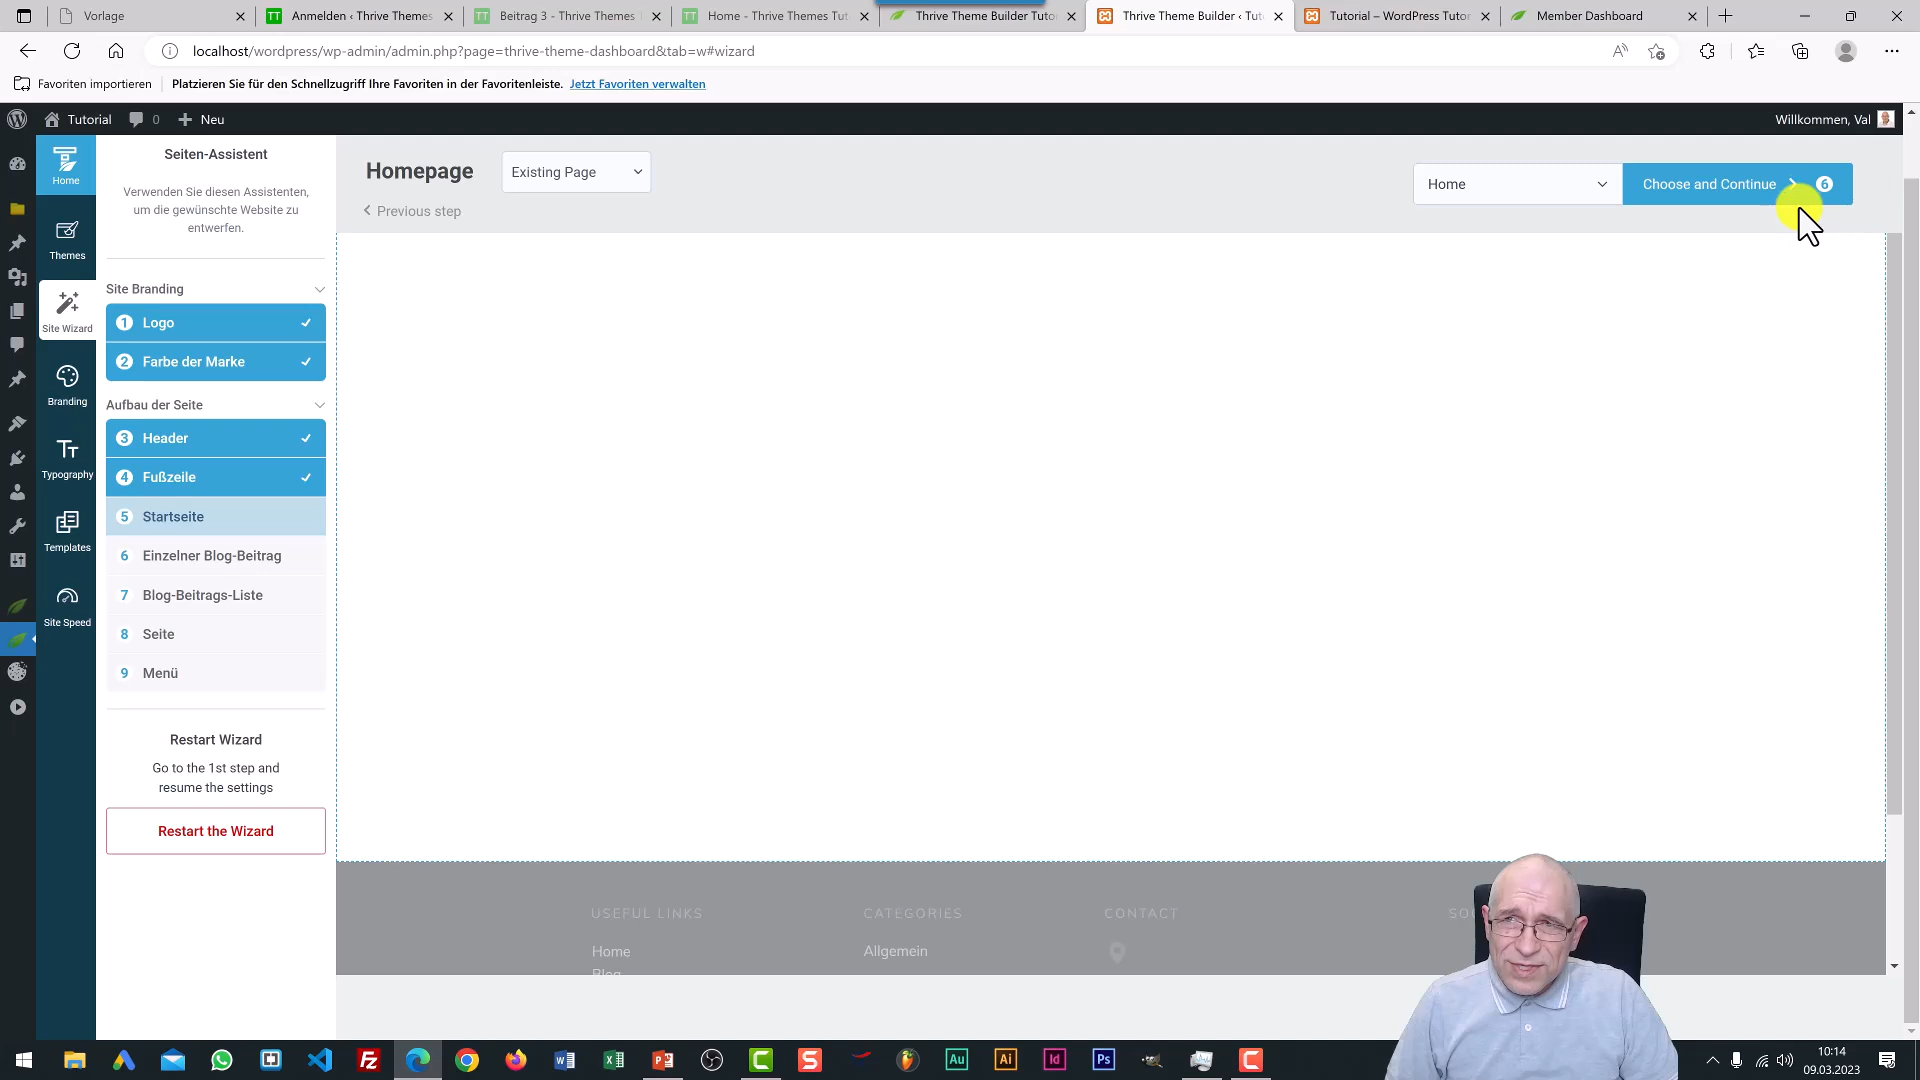 Vorlage
Anmelden ‹ Thrive Themes
Beitrag 3 - Thrive Themes
Home - Thrive Themes Tut
Thrive Theme Builder Tuto
Thrive Theme Builder ‹ Tut
Tutorial – WordPress Tutor
Member Dashboard
localhost/wordpress/wp-admin/admin.php?page=thrive-theme-dashboard&tab=w#wizard
Favoriten importieren
Platzieren Sie für den Schnellzugriff Ihre Favoriten in der Favoritenleiste. Jetzt Favoriten verwalten
Tutorial
0
Neu
Willkommen, Val
Home
Themes
Site Wizard
Branding
Typography
Templates
Site Speed
Seiten-Assistent
Verwenden Sie diesen Assistenten,
um die gewünschte Website zu
entwerfen.
Site Branding
1 Logo
2 Farbe der Marke
Aufbau der Seite
3 Header
4 Fußzeile
5 Startseite
6 Einzelner Blog-Beitrag
7 Blog-Beitrags-Liste
8 Seite
9 Menü
Restart Wizard
Go to the 1st step and
resume the settings
Restart the Wizard
Homepage
Existing Page
Previous step
Home
Choose and Continue 6
USEFUL LINKS
CATEGORIES
CONTACT
Home
Allgemein
Blog
10:14
09.03.2023